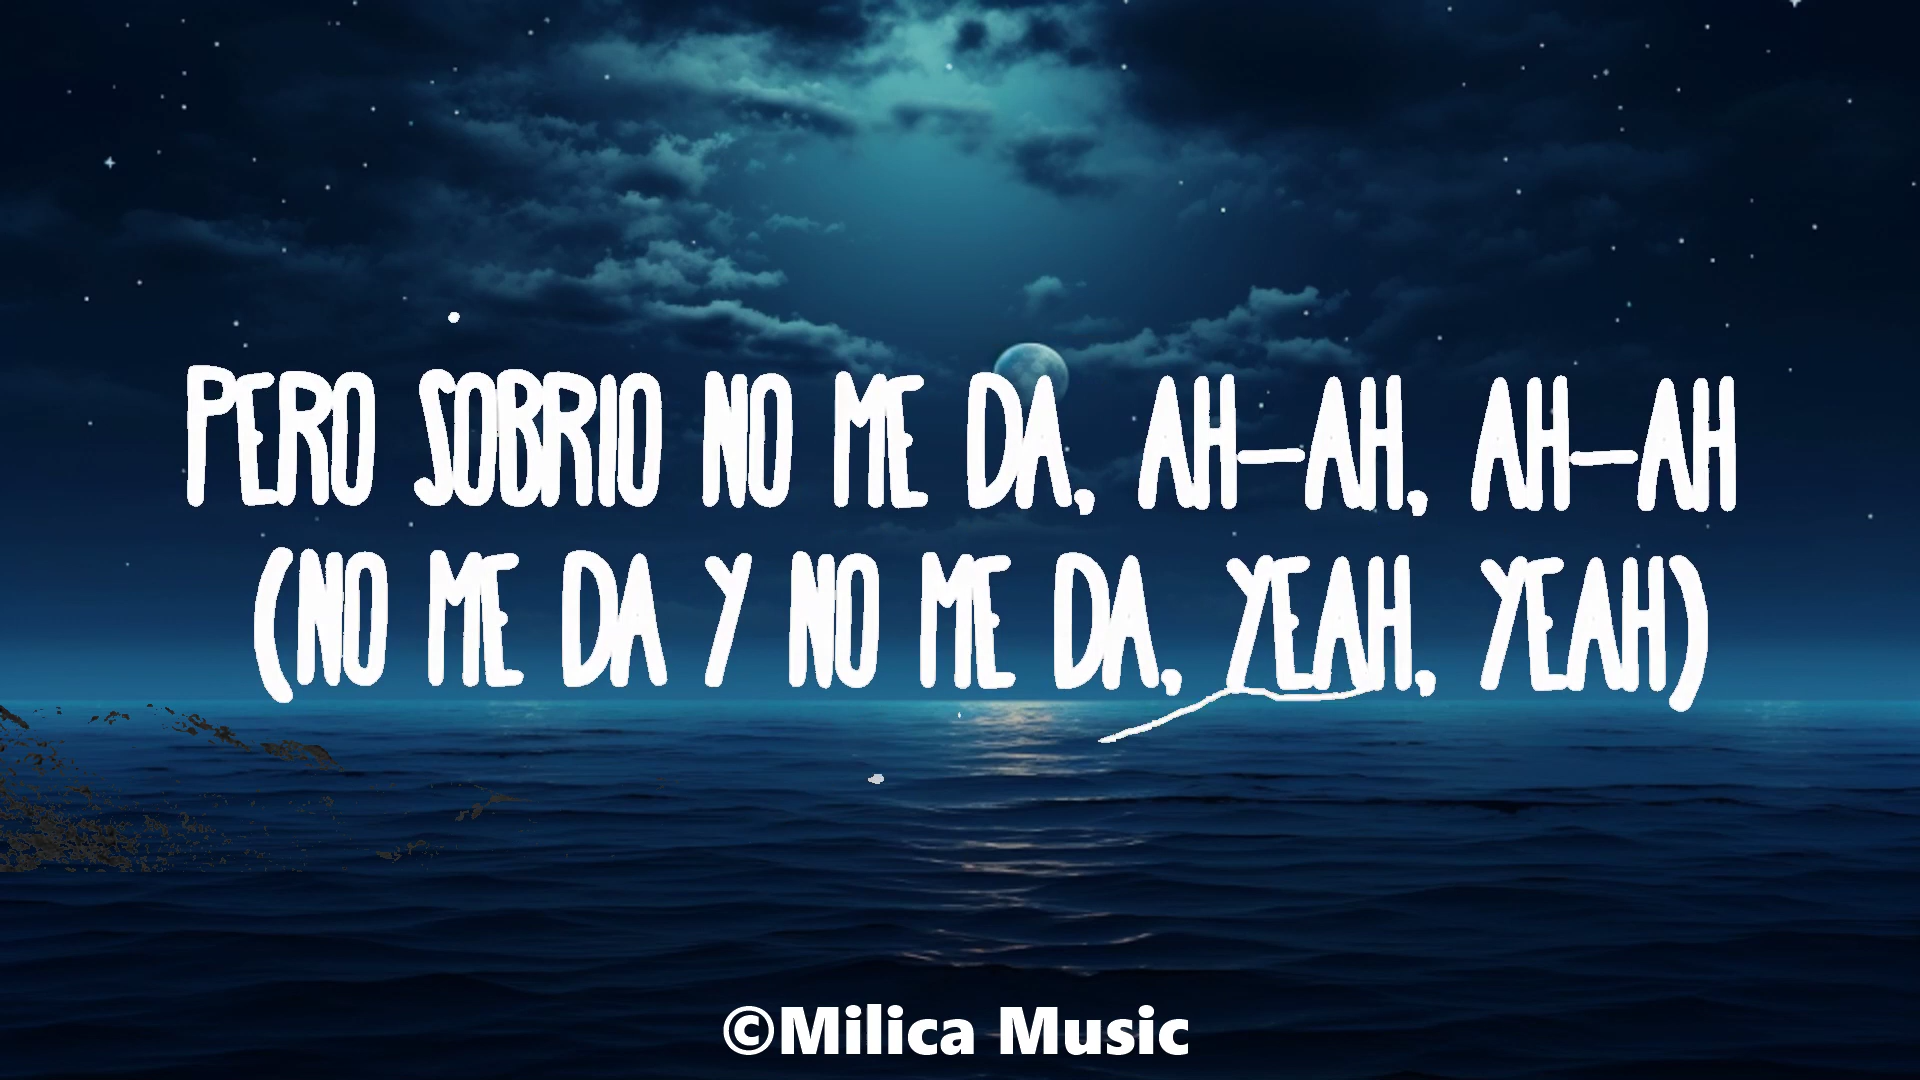 PERO SOBRIO NO ME DA, AH-AH, AH-AH
(NO ME DA Y NO ME DA, YEAH, YEAH)
©Milica Music